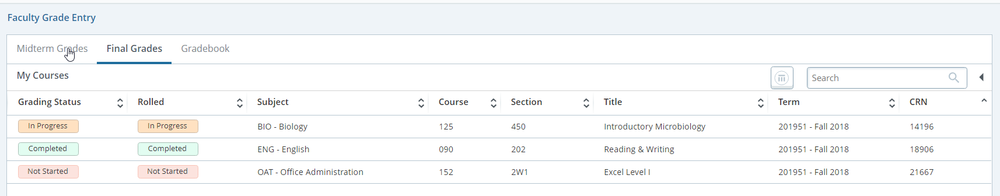 Faculty Grade Entry
Midterm Grades Final Grades Gradebook
My Courses Search
Grading Status Rolled Subject Course Section Title Term CRN
In Progress In Progress BIO - Biology 125 450 Introductory Microbiology 201951 - Fall 2018 14196
Completed Completed ENG - English 090 202 Reading & Writing 201951 - Fall 2018 18906
Not Started Not Started OAT - Office Administration 152 2W1 Excel Level I 201951 - Fall 2018 21667